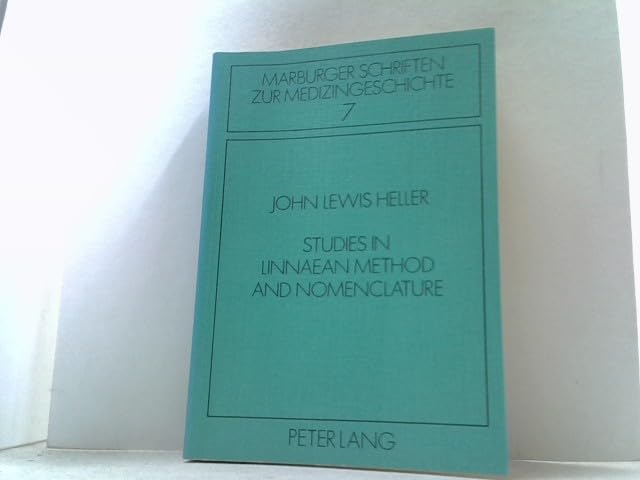 MARBURGER SCHRIFTEN
ZUR MEDIZINGESCHICHTE
7
JOHN LEWIS HELLER
STUDIES IN
LINNAEAN METHOD
AND NOMENCLATURE
PETER LANG